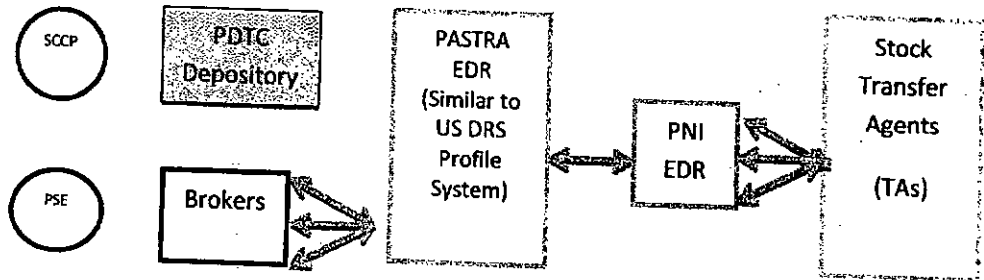 SCCP
PDTC
Depository
PSE
Brokers
PASTRA
EDR
(Similar to
US DRS
Profile
System)
PNI
EDR
Stock
Transfer
Agents
(TAs)